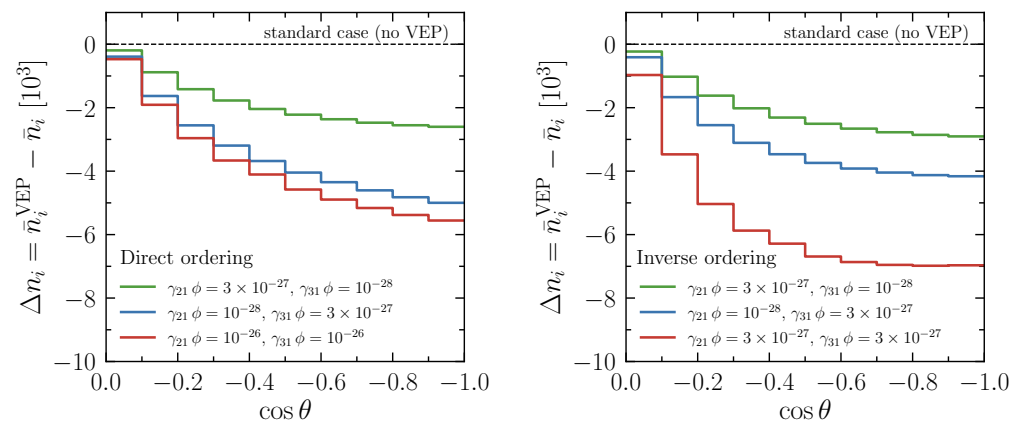 standard case (no VEP)
Δn_i = n̄_i^VEP − n̄_i [10³]
0
−2
−4
−6
−8
−10
Direct ordering
γ₂₁ ϕ = 3 × 10⁻²⁷, γ₃₁ ϕ = 10⁻²⁸
γ₂₁ ϕ = 10⁻²⁸, γ₃₁ ϕ = 3 × 10⁻²⁷
γ₂₁ ϕ = 10⁻²⁶, γ₃₁ ϕ = 10⁻²⁶
0.0 −0.2 −0.4 −0.6 −0.8 −1.0
cos θ
standard case (no VEP)
Δn_i = n̄_i^VEP − n̄_i [10³]
0
−2
−4
−6
−8
−10
Inverse ordering
γ₂₁ ϕ = 3 × 10⁻²⁷, γ₃₁ ϕ = 10⁻²⁸
γ₂₁ ϕ = 10⁻²⁸, γ₃₁ ϕ = 3 × 10⁻²⁷
γ₂₁ ϕ = 3 × 10⁻²⁷, γ₃₁ ϕ = 3 × 10⁻²⁷
0.0 −0.2 −0.4 −0.6 −0.8 −1.0
cos θ